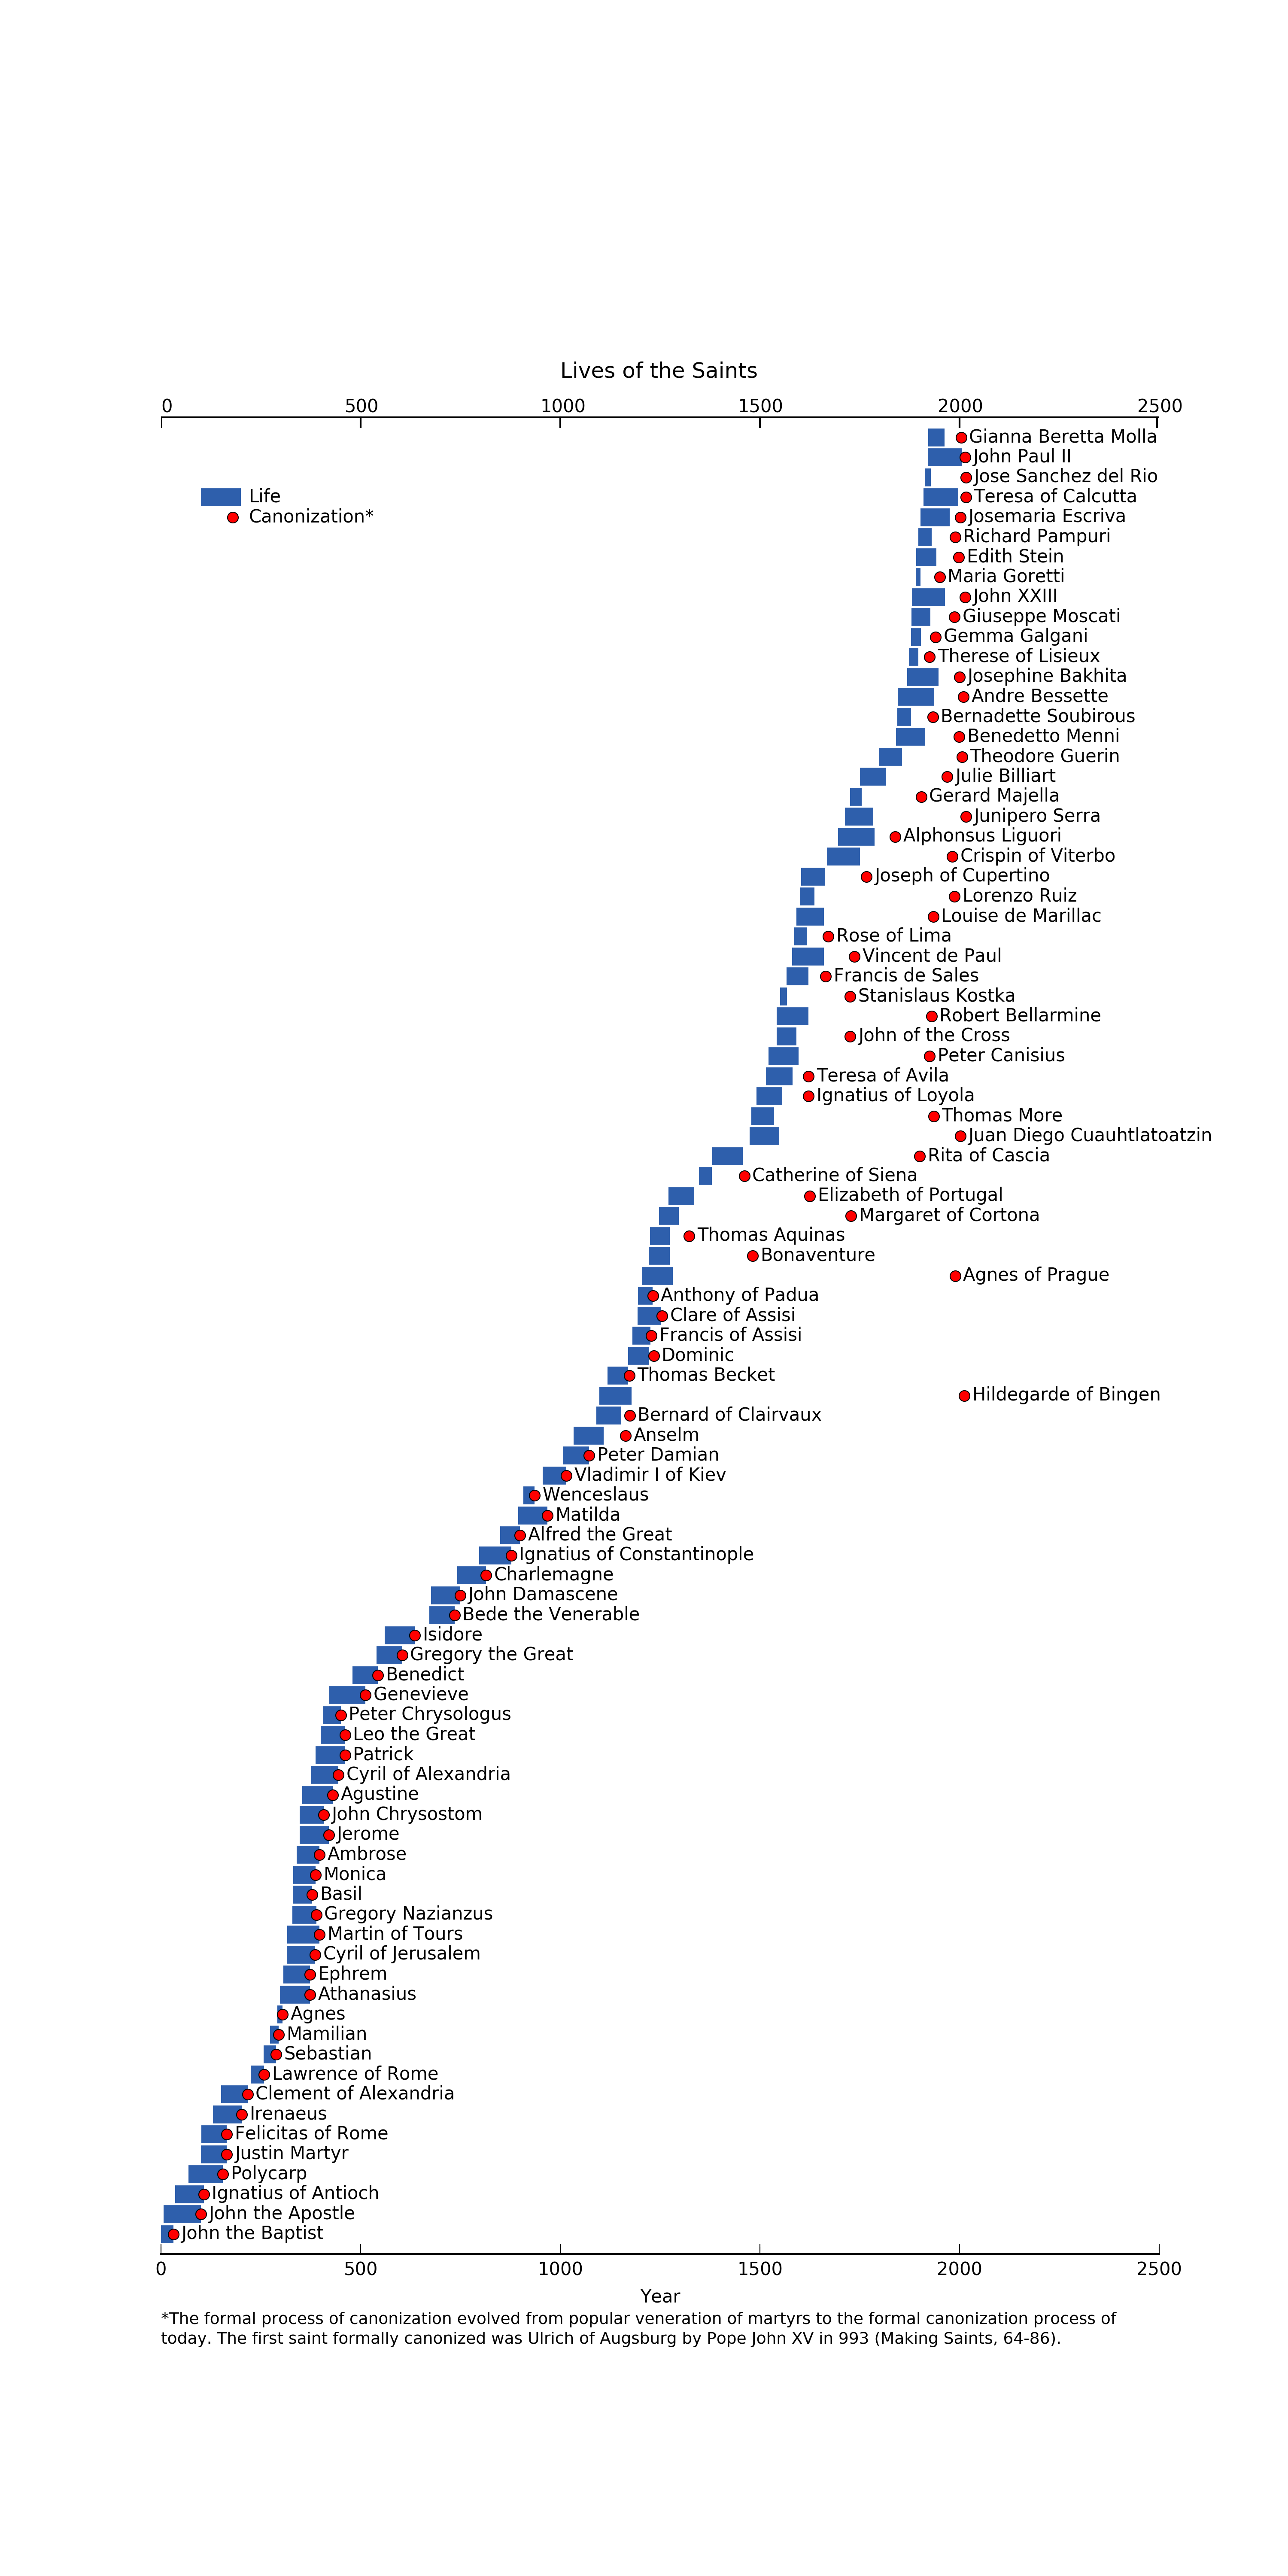 Lives of the Saints
0 500 1000 1500 2000 2500
Gianna Beretta Molla
John Paul II
Jose Sanchez del Rio
Life
Teresa of Calcutta
Canonization*
Josemaria Escriva
Richard Pampuri
Edith Stein
Maria Goretti
John XXIII
Giuseppe Moscati
Gemma Galgani
Therese of Lisieux
Josephine Bakhita
Andre Bessette
Bernadette Soubirous
Benedetto Menni
Theodore Guerin
Julie Billiart
Gerard Majella
Junipero Serra
Alphonsus Liguori
Crispin of Viterbo
Joseph of Cupertino
Lorenzo Ruiz
Louise de Marillac
Rose of Lima
Vincent de Paul
Francis de Sales
Stanislaus Kostka
Robert Bellarmine
John of the Cross
Peter Canisius
Teresa of Avila
Ignatius of Loyola
Thomas More
Juan Diego Cuauhtlatoatzin
Rita of Cascia
Catherine of Siena
Elizabeth of Portugal
Margaret of Cortona
Thomas Aquinas
Bonaventure
Agnes of Prague
Anthony of Padua
Clare of Assisi
Francis of Assisi
Dominic
Thomas Becket
Hildegarde of Bingen
Bernard of Clairvaux
Anselm
Peter Damian
Vladimir I of Kiev
Wenceslaus
Matilda
Alfred the Great
Ignatius of Constantinople
Charlemagne
John Damascene
Bede the Venerable
Isidore
Gregory the Great
Benedict
Genevieve
Peter Chrysologus
Leo the Great
Patrick
Cyril of Alexandria
Agustine
John Chrysostom
Jerome
Ambrose
Monica
Basil
Gregory Nazianzus
Martin of Tours
Cyril of Jerusalem
Ephrem
Athanasius
Agnes
Mamilian
Sebastian
Lawrence of Rome
Clement of Alexandria
Irenaeus
Felicitas of Rome
Justin Martyr
Polycarp
Ignatius of Antioch
John the Apostle
John the Baptist
0 500 1000 1500 2000 2500
Year
*The formal process of canonization evolved from popular veneration of martyrs to the formal canonization process of
today. The first saint formally canonized was Ulrich of Augsburg by Pope John XV in 993 (Making Saints, 64-86).